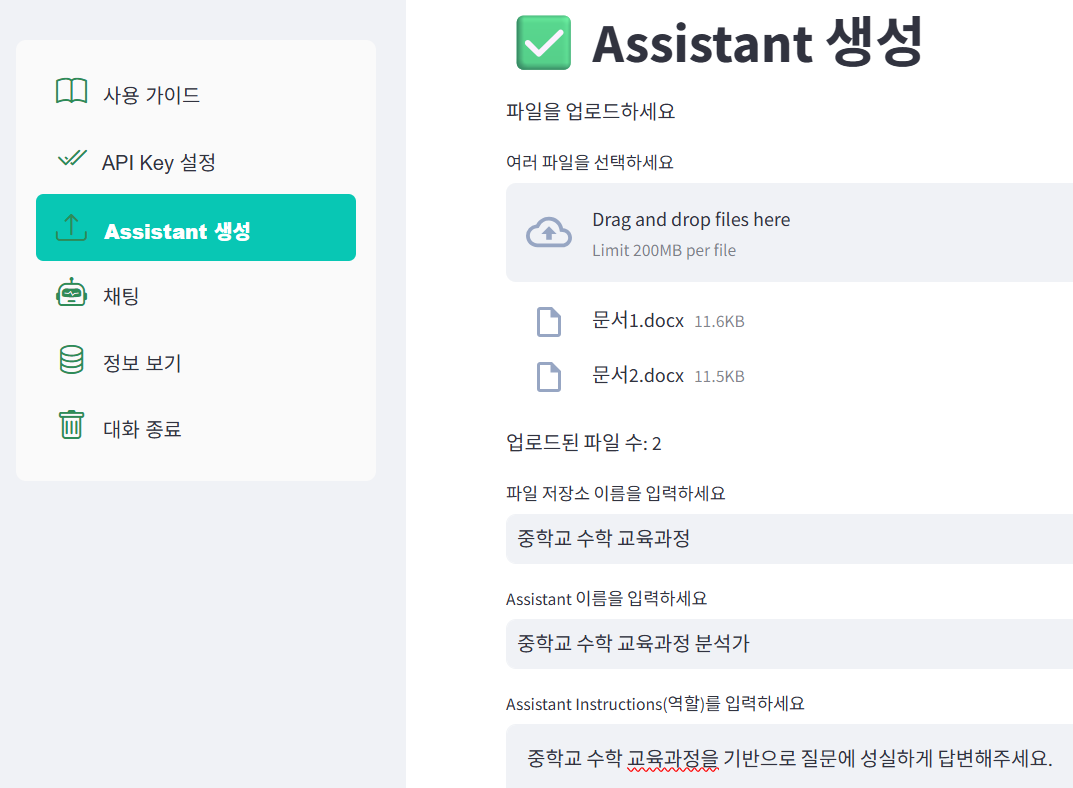 사용 가이드
API Key 설정
Assistant 생성
채팅
정보 보기
대화 종료
Assistant 생성
파일을 업로드하세요
여러 파일을 선택하세요
Drag and drop files here
Limit 200MB per file
문서1.docx 11.6KB
문서2.docx 11.5KB
업로드된 파일 수: 2
파일 저장소 이름을 입력하세요
중학교 수학 교육과정
Assistant 이름을 입력하세요
중학교 수학 교육과정 분석가
Assistant Instructions(역할)를 입력하세요
중학교 수학 교육과정을 기반으로 질문에 성실하게 답변해주세요.